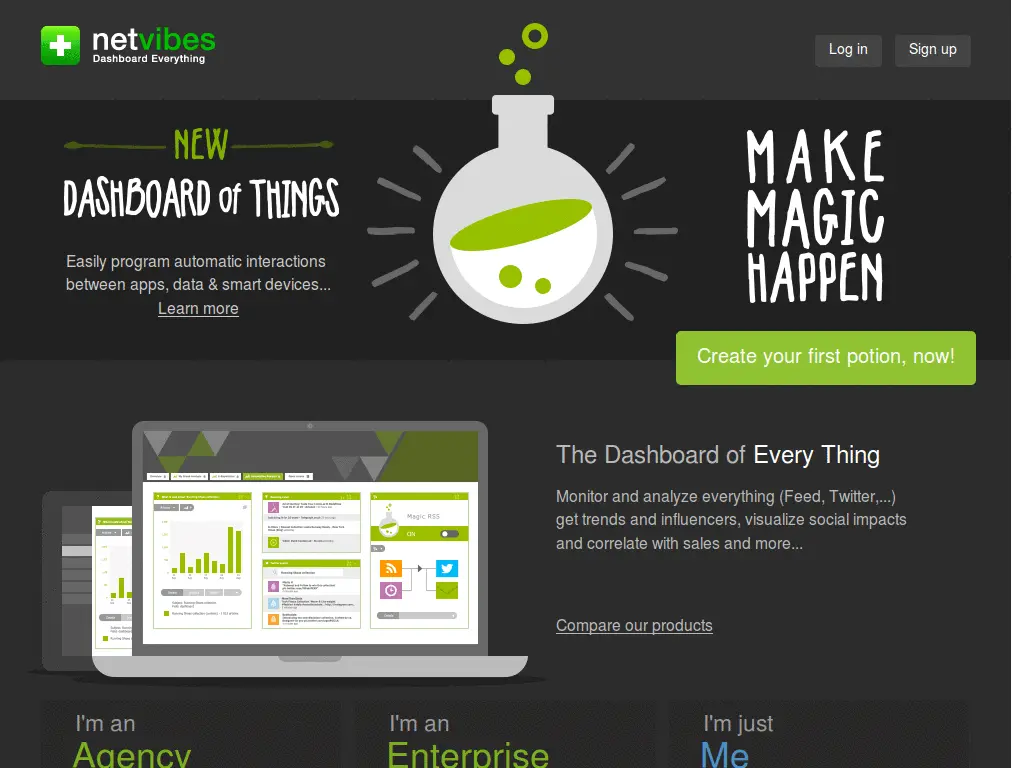 netvibes
Dashboard Everything
Log in
Sign up
NEW
DASHBOARD of THINGS
Easily program automatic interactions
between apps, data & smart devices...
Learn more
MAKE
MAGIC
HAPPEN
Create your first potion, now!
Magic RSS
ON
The Dashboard of Every Thing
Monitor and analyze everything (Feed, Twitter,...)
get trends and influencers, visualize social impacts
and correlate with sales and more...
Compare our products
I'm an
Agency
I'm an
Enterprise
I'm just
Me